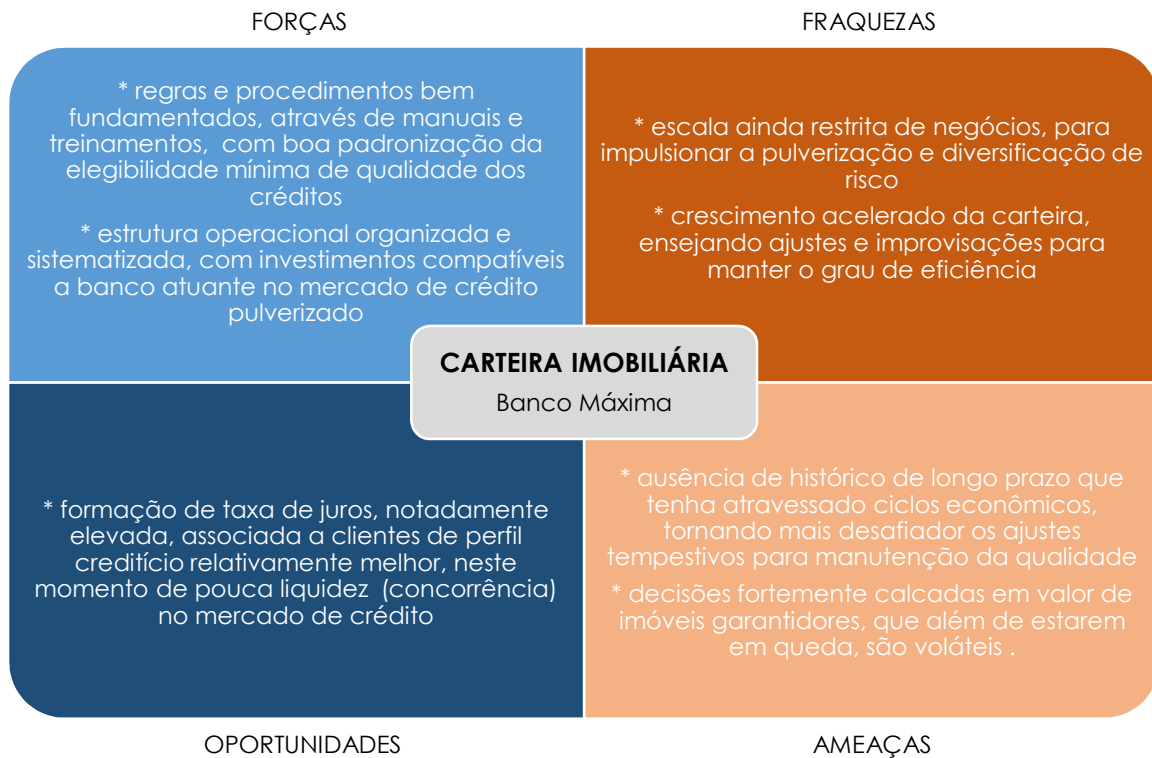 FORÇAS
FRAQUEZAS
* regras e procedimentos bem
fundamentados, através de manuais e
treinamentos, com boa padronização da
elegibilidade mínima de qualidade dos
créditos
* estrutura operacional organizada e
sistematizada, com investimentos compatíveis
a banco atuante no mercado de crédito
pulverizado
* escala ainda restrita de negócios, para
impulsionar a pulverização e diversificação de
risco
* crescimento acelerado da carteira,
ensejando ajustes e improvisações para
manter o grau de eficiência
CARTEIRA IMOBILIÁRIA
Banco Máxima
* formação de taxa de juros, notadamente
elevada, associada a clientes de perfil
creditício relativamente melhor, neste
momento de pouca liquidez (concorrência)
no mercado de crédito
* ausência de histórico de longo prazo que
tenha atravessado ciclos econômicos,
tornando mais desafiador os ajustes
tempestivos para manutenção da qualidade
* decisões fortemente calcadas em valor de
imóveis garantidores, que além de estarem
em queda, são voláteis .
OPORTUNIDADES
AMEAÇAS